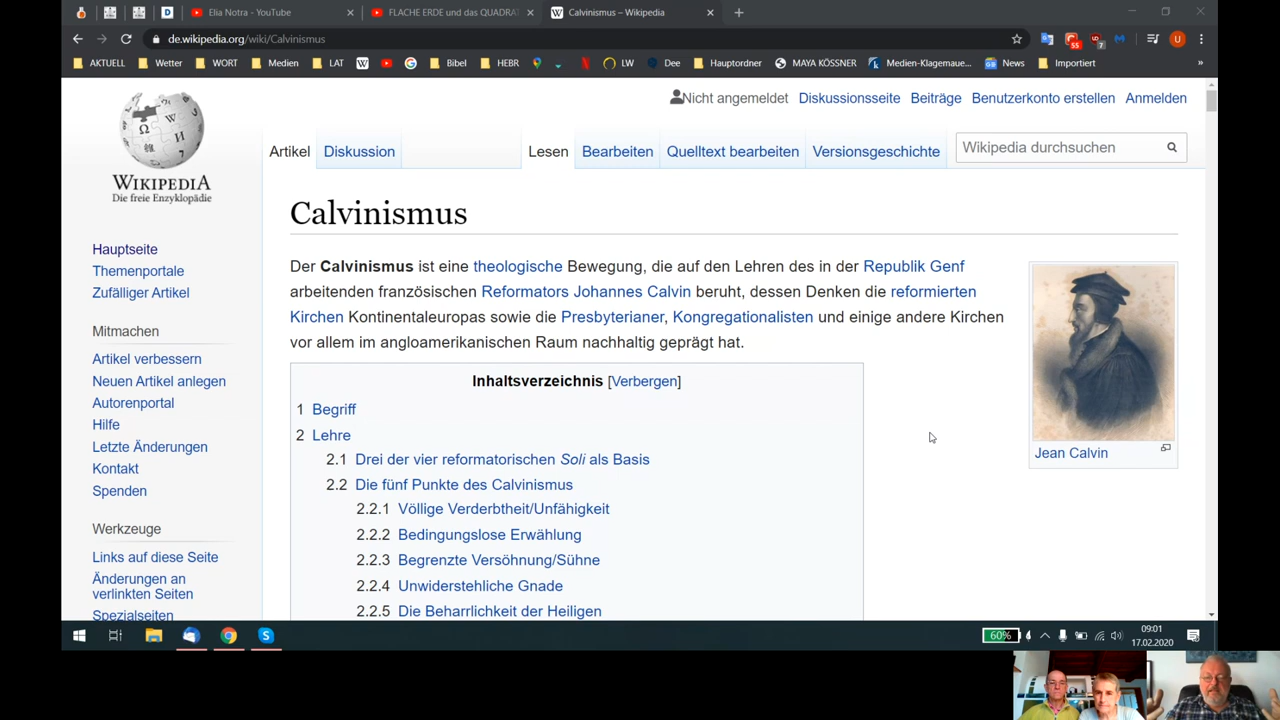 Elia Notra - YouTube
FLACHE ERDE und das QUADRAT
Calvinismus – Wikipedia
de.wikipedia.org/wiki/Calvinismus
55
7
U
AKTUELL
Wetter
WORT
Medien
LAT
Bibel
HEBR
LW
Dee
Hauptordner
MAYA KÖSSNER
Medien-Klagemaue...
News
Importiert
»
Nicht angemeldet Diskussionsseite Beiträge Benutzerkonto erstellen Anmelden
Artikel Diskussion Lesen Bearbeiten Quelltext bearbeiten Versionsgeschichte
Wikipedia durchsuchen
WIKIPEDIA
Die freie Enzyklopädie
Hauptseite
Themenportale
Zufälliger Artikel
Mitmachen
Artikel verbessern
Neuen Artikel anlegen
Autorenportal
Hilfe
Letzte Änderungen
Kontakt
Spenden
Werkzeuge
Links auf diese Seite
Änderungen an
verlinkten Seiten
Spezialseiten
Calvinismus
Der Calvinismus ist eine theologische Bewegung, die auf den Lehren des in der Republik Genf
arbeitenden französischen Reformators Johannes Calvin beruht, dessen Denken die reformierten
Kirchen Kontinentaleuropas sowie die Presbyterianer, Kongregationalisten und einige andere Kirchen
vor allem im angloamerikanischen Raum nachhaltig geprägt hat.
Jean Calvin
Inhaltsverzeichnis [Verbergen]
1 Begriff
2 Lehre
2.1 Drei der vier reformatorischen Soli als Basis
2.2 Die fünf Punkte des Calvinismus
2.2.1 Völlige Verderbtheit/Unfähigkeit
2.2.2 Bedingungslose Erwählung
2.2.3 Begrenzte Versöhnung/Sühne
2.2.4 Unwiderstehliche Gnade
2.2.5 Die Beharrlichkeit der Heiligen
60%
09:01
17.02.2020